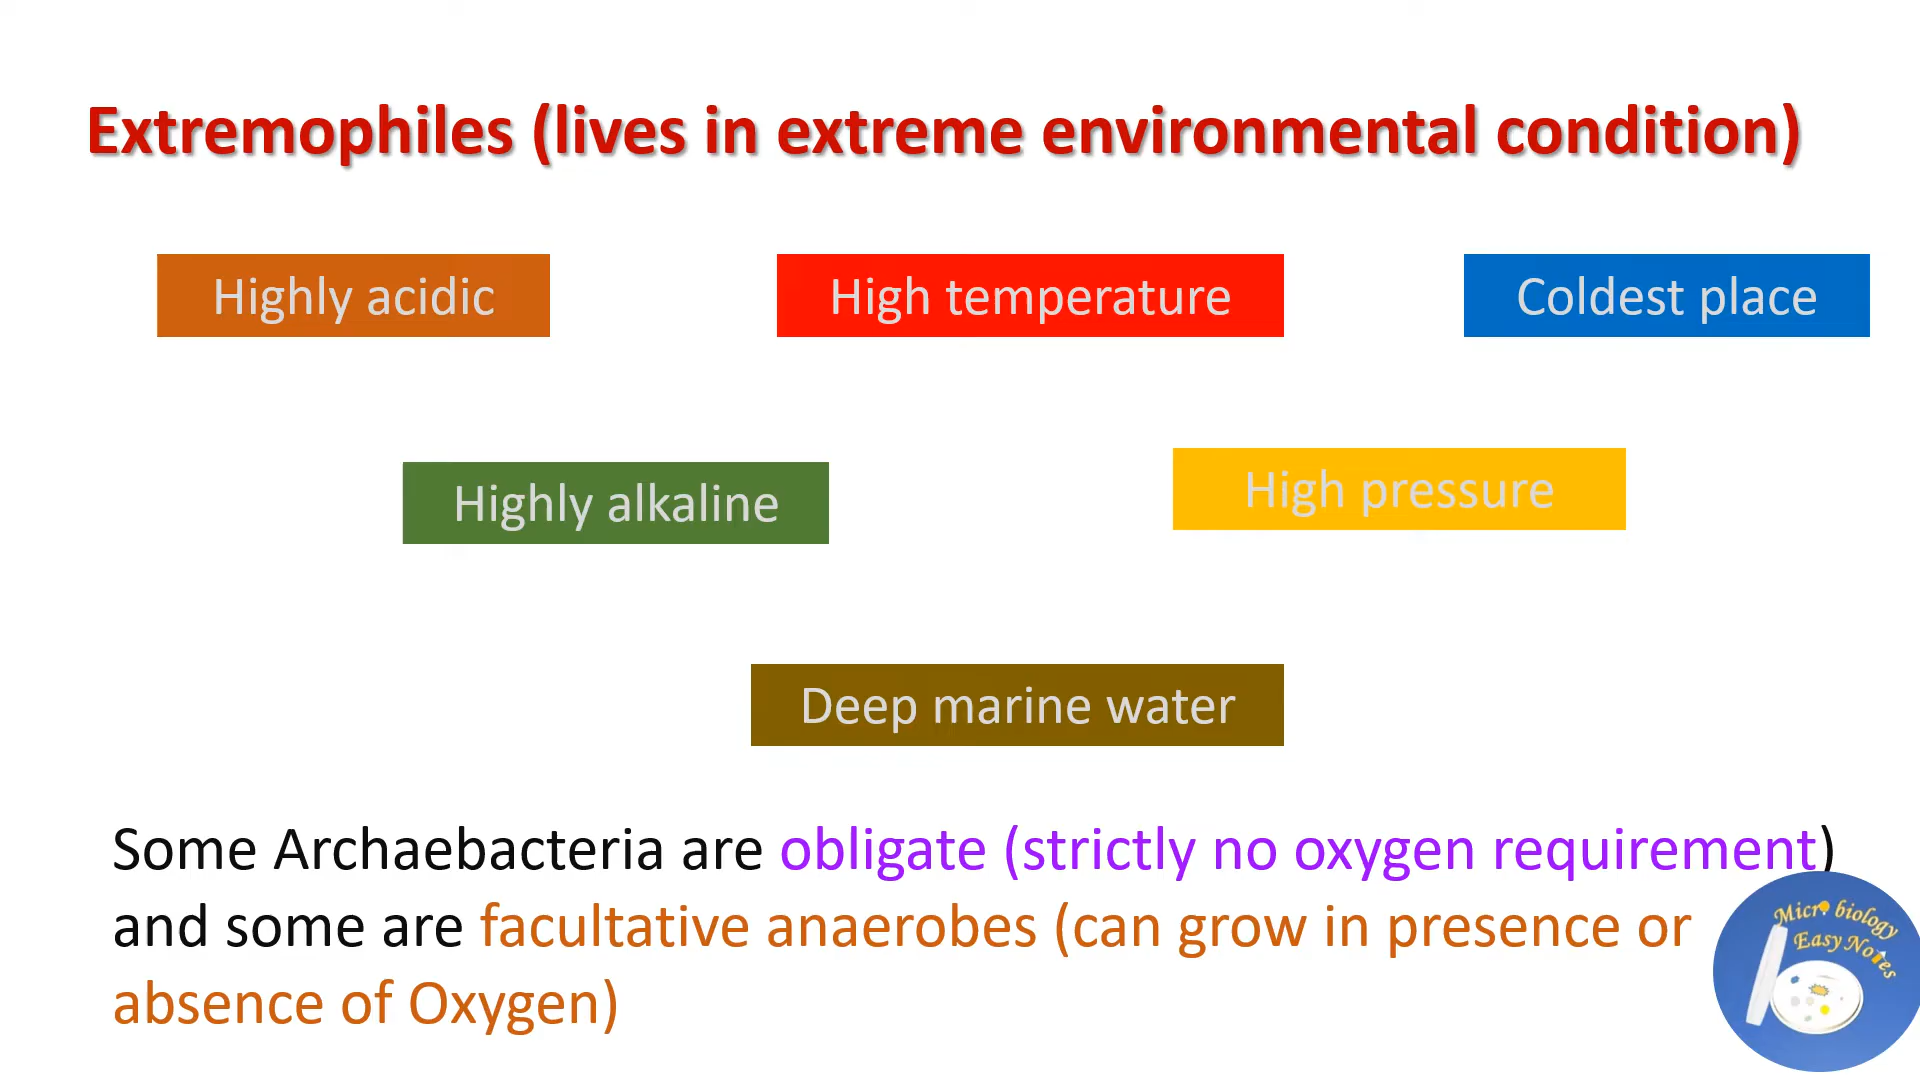 Extremophiles (lives in extreme environmental condition)
Highly acidic
High temperature
Coldest place
Highly alkaline
High pressure
Deep marine water
Some Archaebacteria are obligate (strictly no oxygen requirement)
and some are facultative anaerobes (can grow in presence or
absence of Oxygen)
Micro biology
Easy Notes